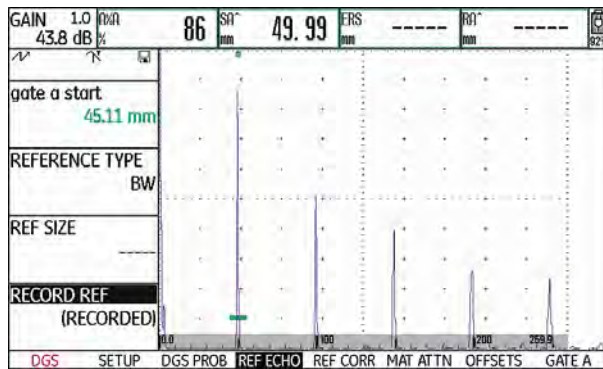 GAIN 1.0 AXA 86 SA^ 49.99 ERS ----- RA^ -----
43.8 dB % mm mm mm 92%
gate a start
45.11 mm
REFERENCE TYPE
BW
REF SIZE
----
RECORD REF
(RECORDED)
0.0 100 200 259.9
DGS SETUP DGS PROB REF ECHO REF CORR MAT ATTN OFFSETS GATE A